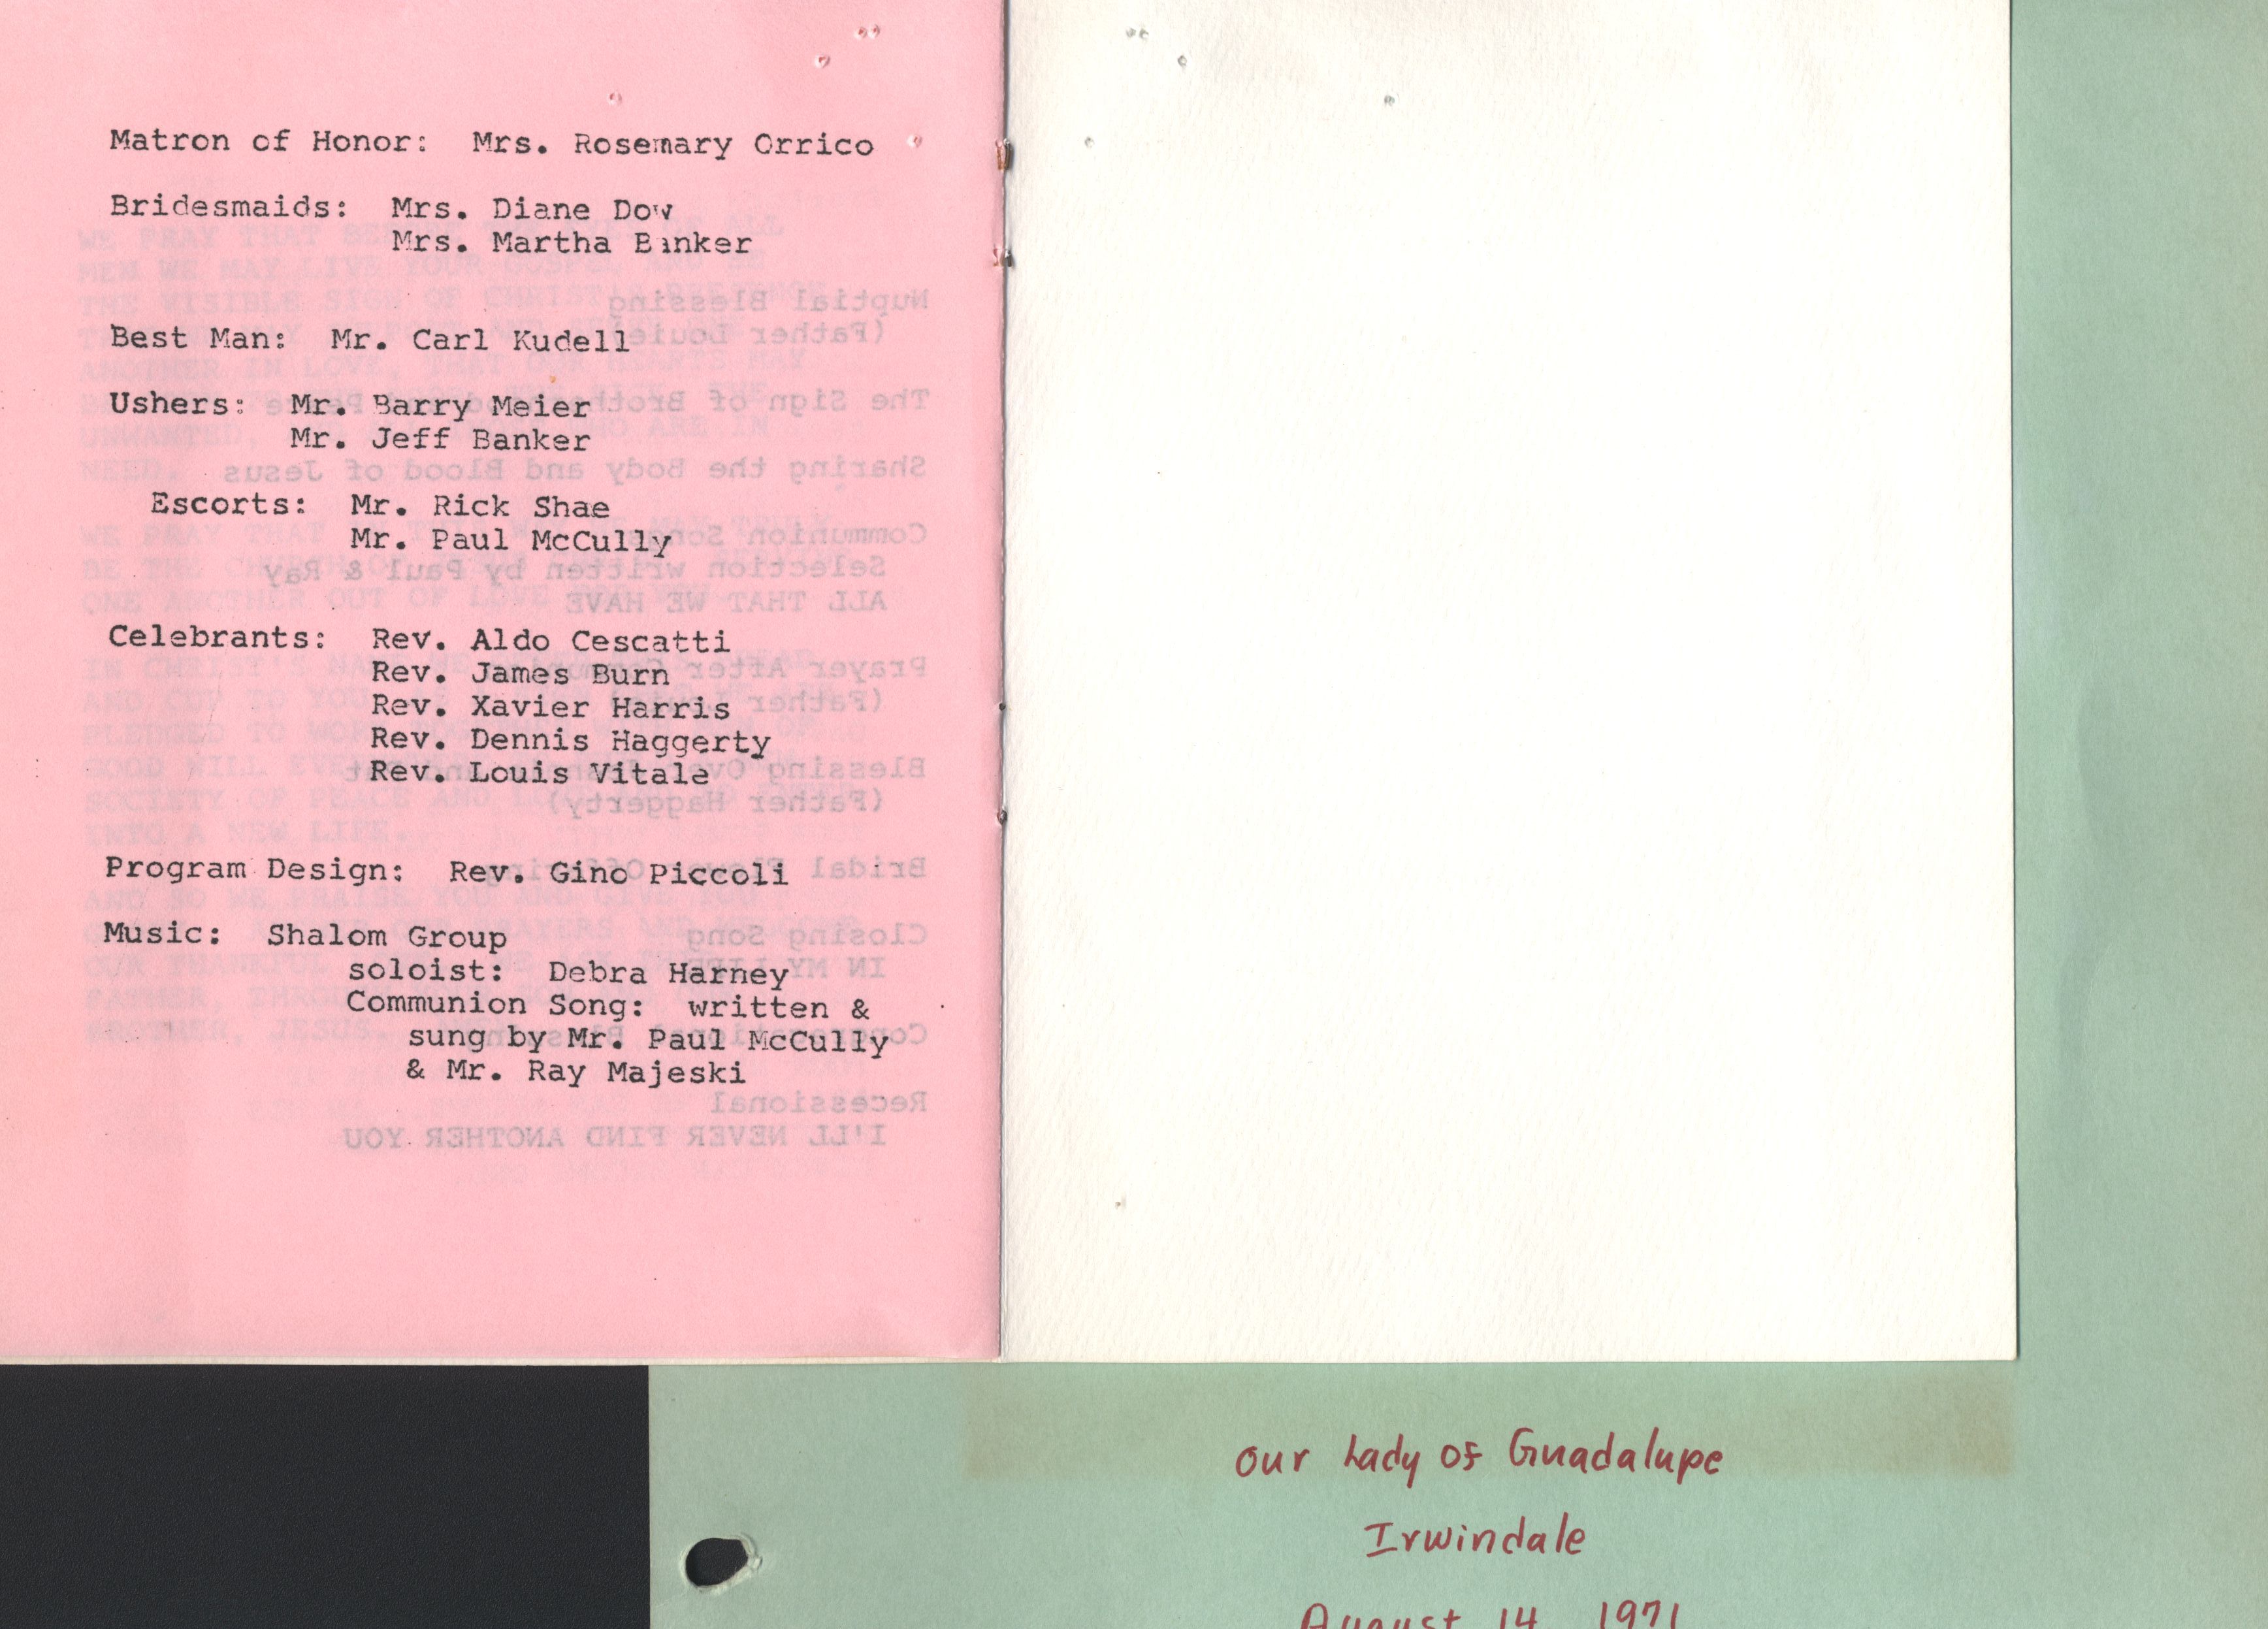 Matron of Honor: Mrs. Rosemary Orrico
Bridesmaids: Mrs. Diane Dow
Mrs. Martha Banker
Best Man: Mr. Carl Kudell
Ushers: Mr. Barry Meier
Mr. Jeff Banker
Escorts: Mr. Rick Shae
Mr. Paul McCully
Celebrants: Rev. Aldo Cescatti
Rev. James Burn
Rev. Xavier Harris
Rev. Dennis Haggerty
Rev. Louis Vitale
Program Design: Rev. Gino Piccoli
Music: Shalom Group
soloist: Debra Harney
Communion Song: written &
sung by Mr. Paul McCully
& Mr. Ray Majeski
our Lady of Guadalupe
Irwindale
August 14 1971